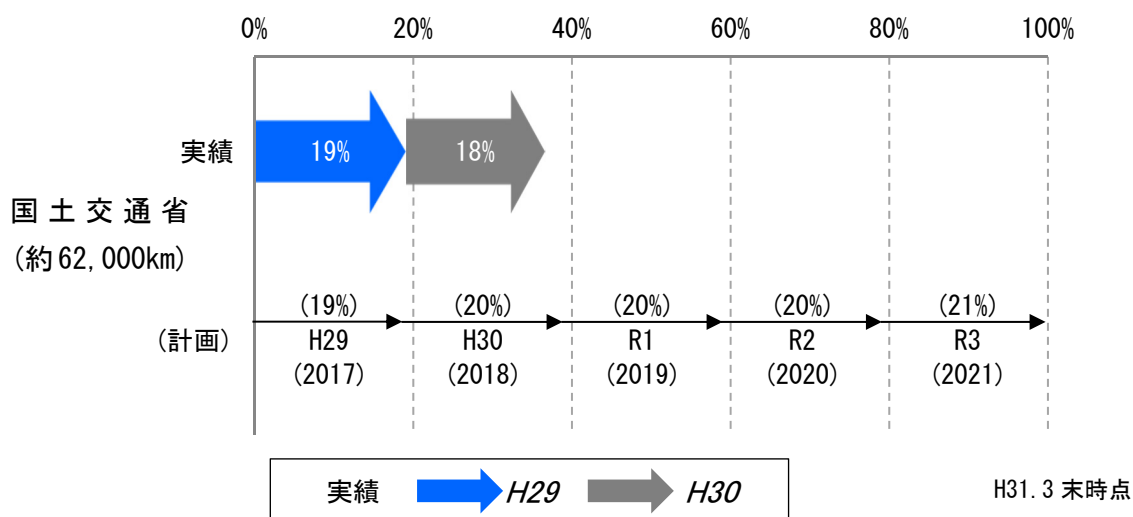 0% 20% 40% 60% 80% 100%
実績 19% 18%
国土交通省
(約62,000km)
(19%) (20%) (20%) (20%) (21%)
(計画) H29 H30 R1 R2 R3
(2017) (2018) (2019) (2020) (2021)
実績 H29 H30
H31.3末時点